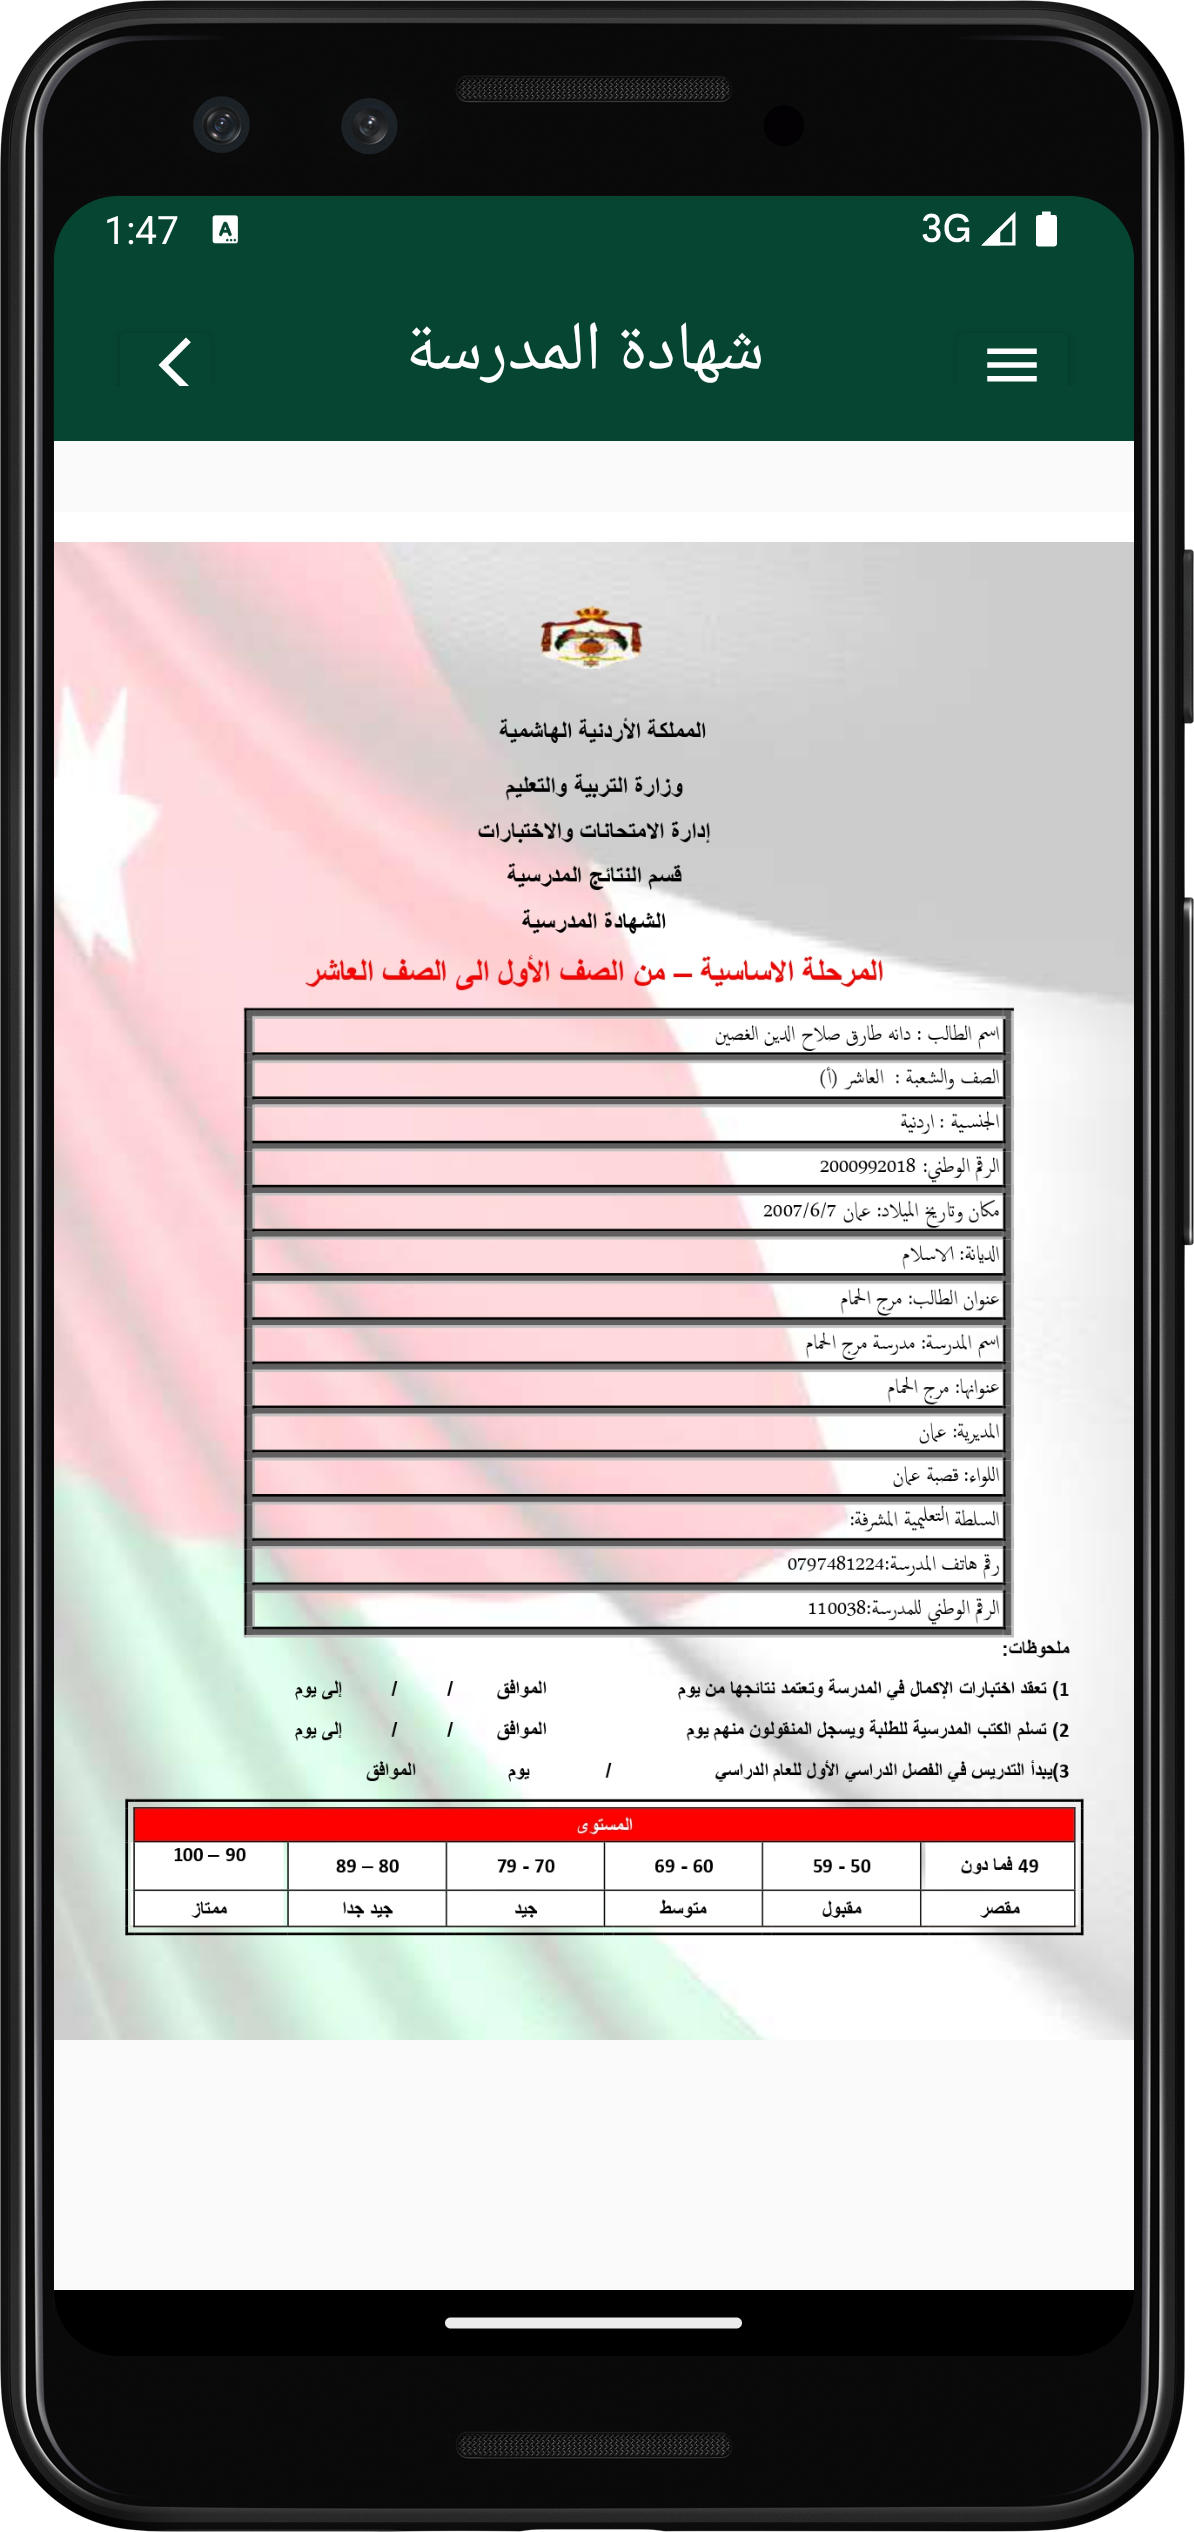 1:47 3G
شهادة المدرسة
المملكة الأردنية الهاشمية
وزارة التربية والتعليم
إدارة الامتحانات والاختبارات
قسم النتائج المدرسية
الشهادة المدرسية
المرحلة الاساسية – من الصف الأول الى الصف العاشر
اسم الطالب : دانه طارق صلاح الدين الغصين
الصف والشعبة : العاشر (أ)
الجنسية : اردنية
الرقم الوطني: 2000992018
مكان وتاريخ الميلاد: عمان 2007/6/7
الديانة: الاسلام
عنوان الطالب: مرج الحمام
اسم المدرسة: مدرسة مرج الحمام
عنوانها: مرج الحمام
المديرية: عمان
اللواء: قصبة عمان
السلطة التعليمية المشرفة:
رقم هاتف المدرسة:0797481224
الرقم الوطني للمدرسة:110038
ملحوظات:
1) تعقد اختبارات الإكمال في المدرسة وتعتمد نتائجها من يوم الموافق / / إلى يوم
2) تسلم الكتب المدرسية للطلبة ويسجل المنقولون منهم يوم الموافق / / إلى يوم
3)يبدأ التدريس في الفصل الدراسي الأول للعام الدراسي / يوم الموافق
المستوى
49 فما دون 50 - 59 60 - 69 70 - 79 80 – 89 90 – 100
مقصر مقبول متوسط جيد جيد جدا ممتاز